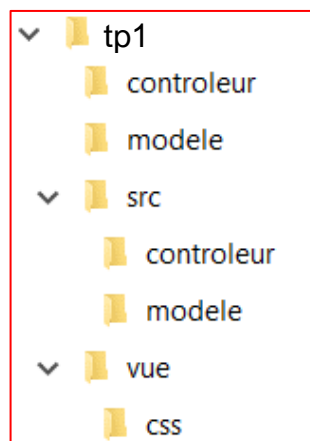 tp1
controleur
modele
src
controleur
modele
vue
css